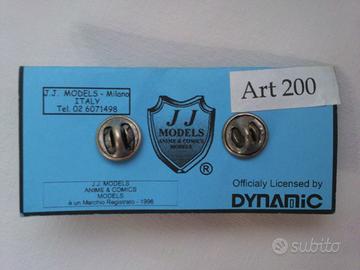 J.J. MODELS - Milano
ITALY
Tel. 02 6071498
Art 200
J J
MODELS
ANIME & COMICS
MODELS
®
J.J. MODELS
ANIME & COMICS
MODELS
è un Marchio Registrato - 1996
Officialy Licensed by
DYNAMiC
subito